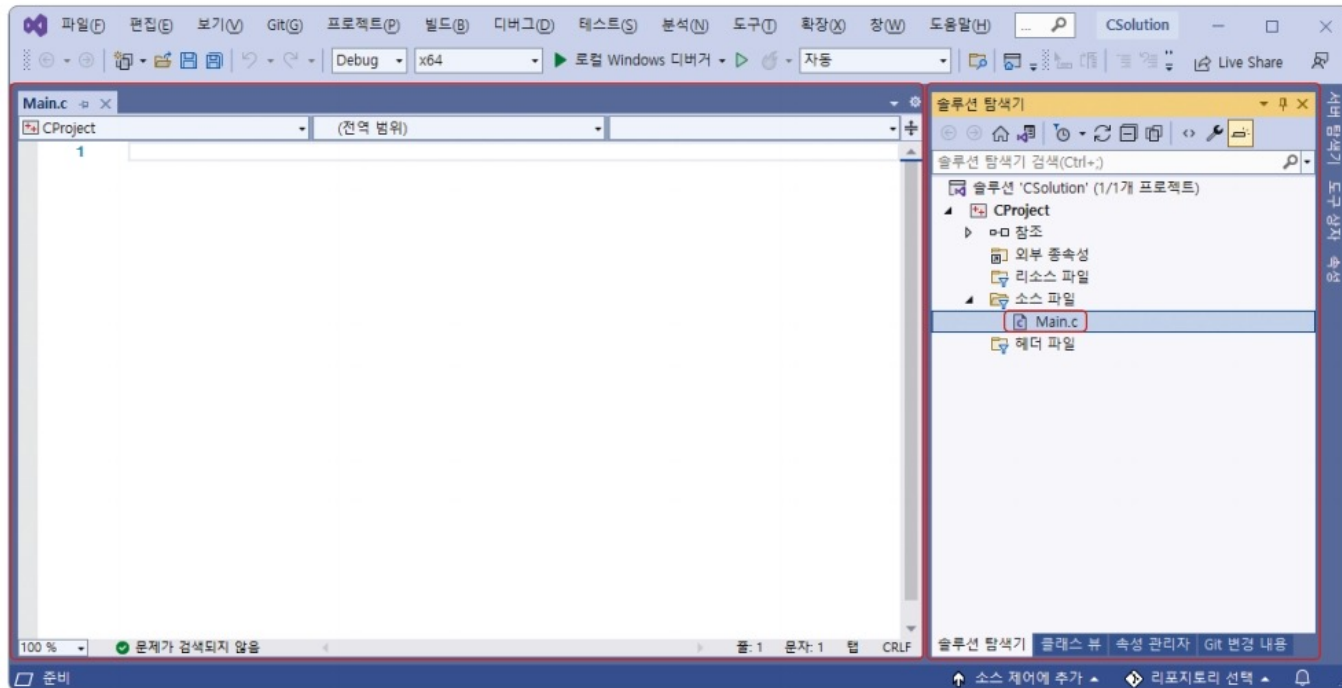 파일(F) 편집(E) 보기(V) Git(G) 프로젝트(P) 빌드(B) 디버그(D) 테스트(S) 분석(N) 도구(T) 확장(X) 창(W) 도움말(H) ... CSolution
Debug x64 로컬 Windows 디버거 자동 Live Share
Main.c
CProject (전역 범위)
1
100 % 문제가 검색되지 않음 줄: 1 문자: 1 탭 CRLF
솔루션 탐색기
솔루션 탐색기 검색(Ctrl+;)
솔루션 'CSolution' (1/1개 프로젝트)
CProject
참조
외부 종속성
리소스 파일
소스 파일
Main.c
헤더 파일
솔루션 탐색기 클래스 뷰 속성 관리자 Git 변경 내용
서버 탐색기 도구 상자 속성
준비 소스 제어에 추가 리포지토리 선택